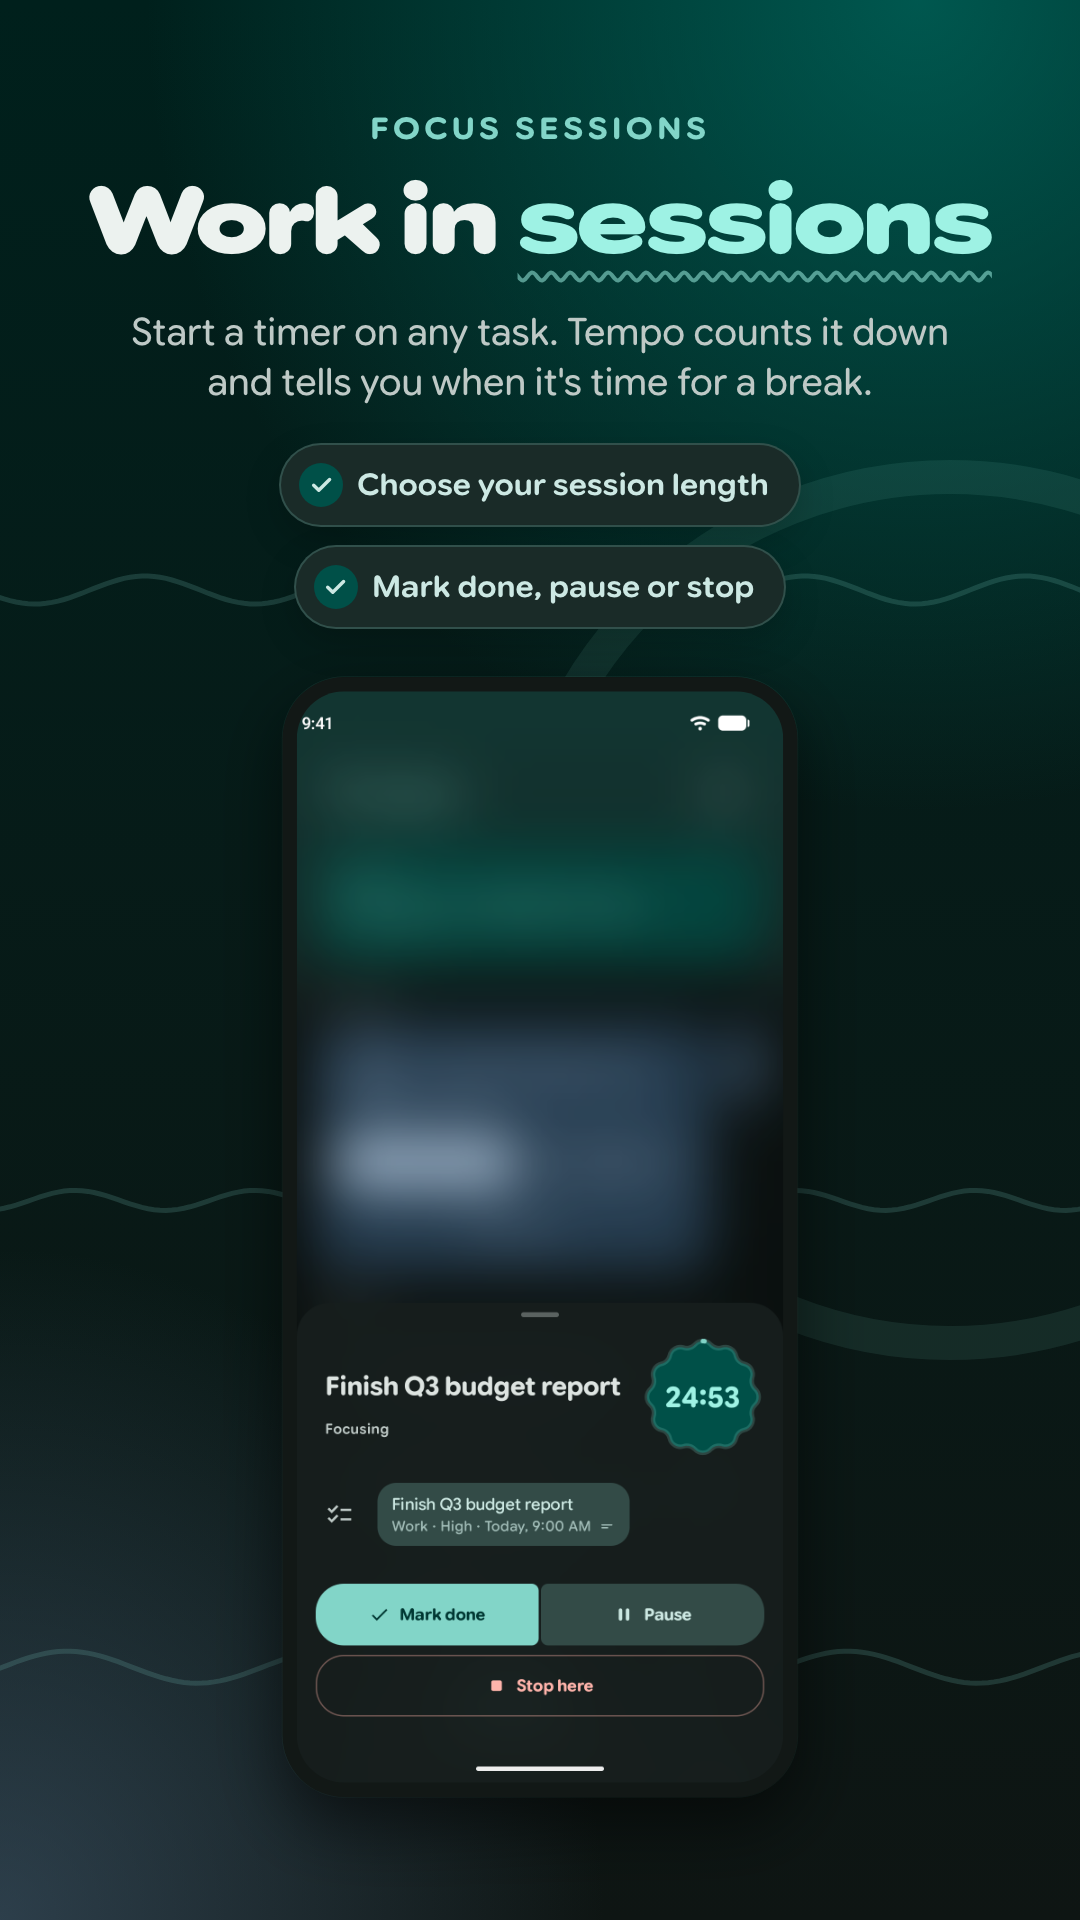 FOCUS SESSIONS
Work in sessions
Start a timer on any task. Tempo counts it down
and tells you when it's time for a break.
Choose your session length
Mark done, pause or stop
9:41
Finish Q3 budget report
24:53
Focusing
Finish Q3 budget report
Work · High · Today, 9:00 AM
Mark done
Pause
Stop here